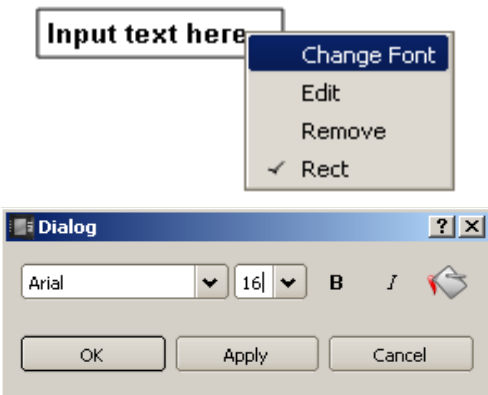 Input text here
Change Font
Edit
Remove
Rect
Dialog
Arial 16 B I
OK Apply Cancel